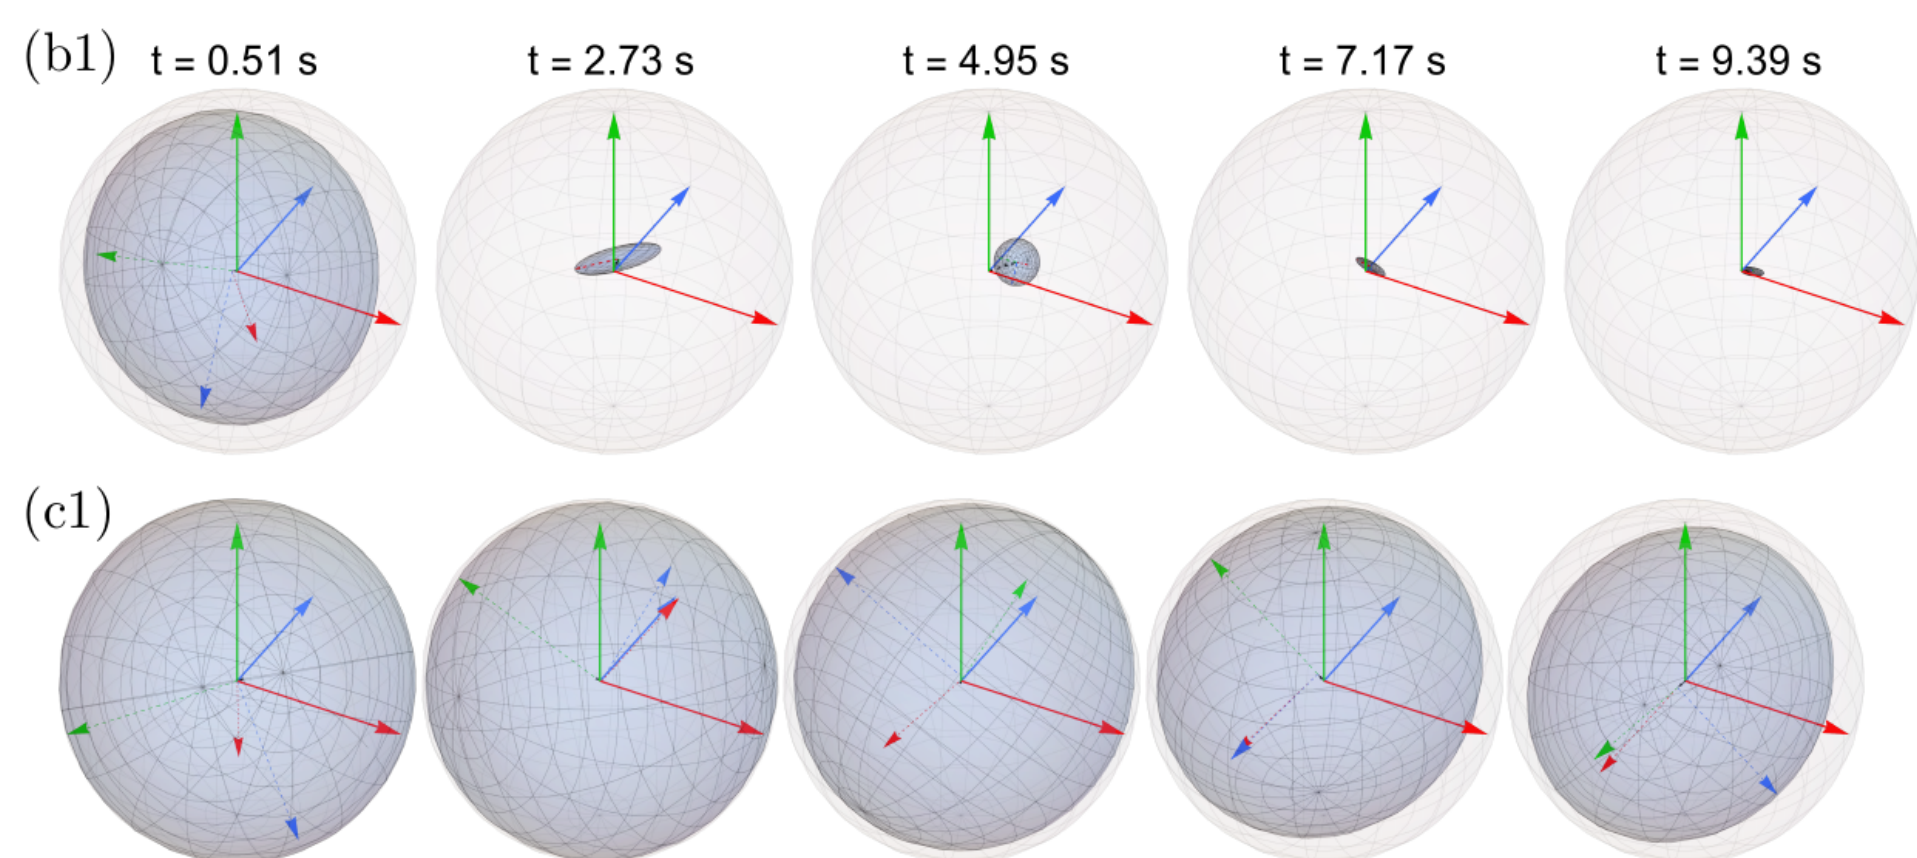 (b1) t = 0.51 s t = 2.73 s t = 4.95 s t = 7.17 s t = 9.39 s
(c1)